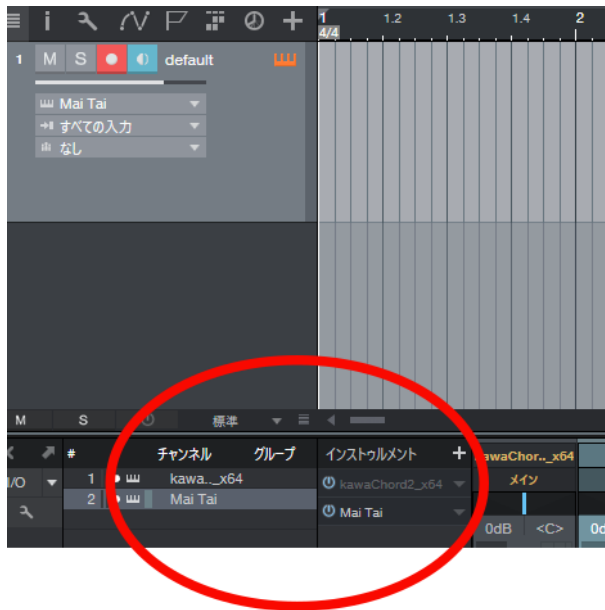 1 1.2 1.3 1.4 2
4/4
1 M S default
Mai Tai
すべての入力
なし
M S 標準
# チャンネル グループ インストゥルメント + awaChor.._x64
I/O 1 kawa.._x64 kawaChord2_x64 メイン
2 Mai Tai Mai Tai
0dB <C> 0d